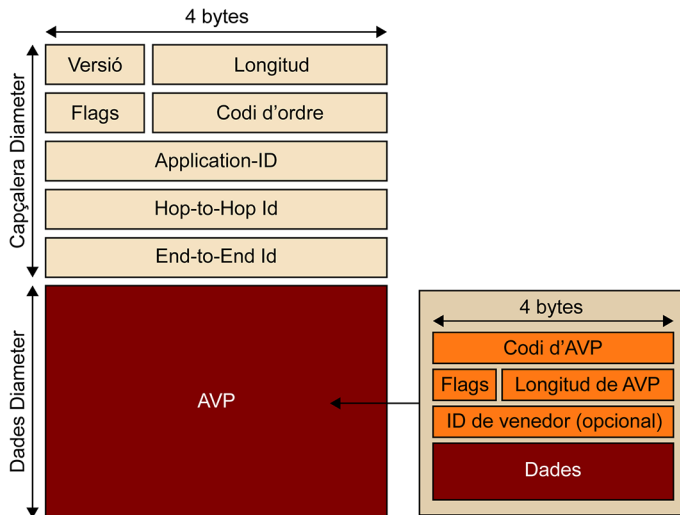 4 bytes
Capçalera Diameter
Versió
Longitud
Flags
Codi d’ordre
Application-ID
Hop-to-Hop Id
End-to-End Id
Dades Diameter
AVP
4 bytes
Codi d’AVP
Flags
Longitud de AVP
ID de venedor (opcional)
Dades